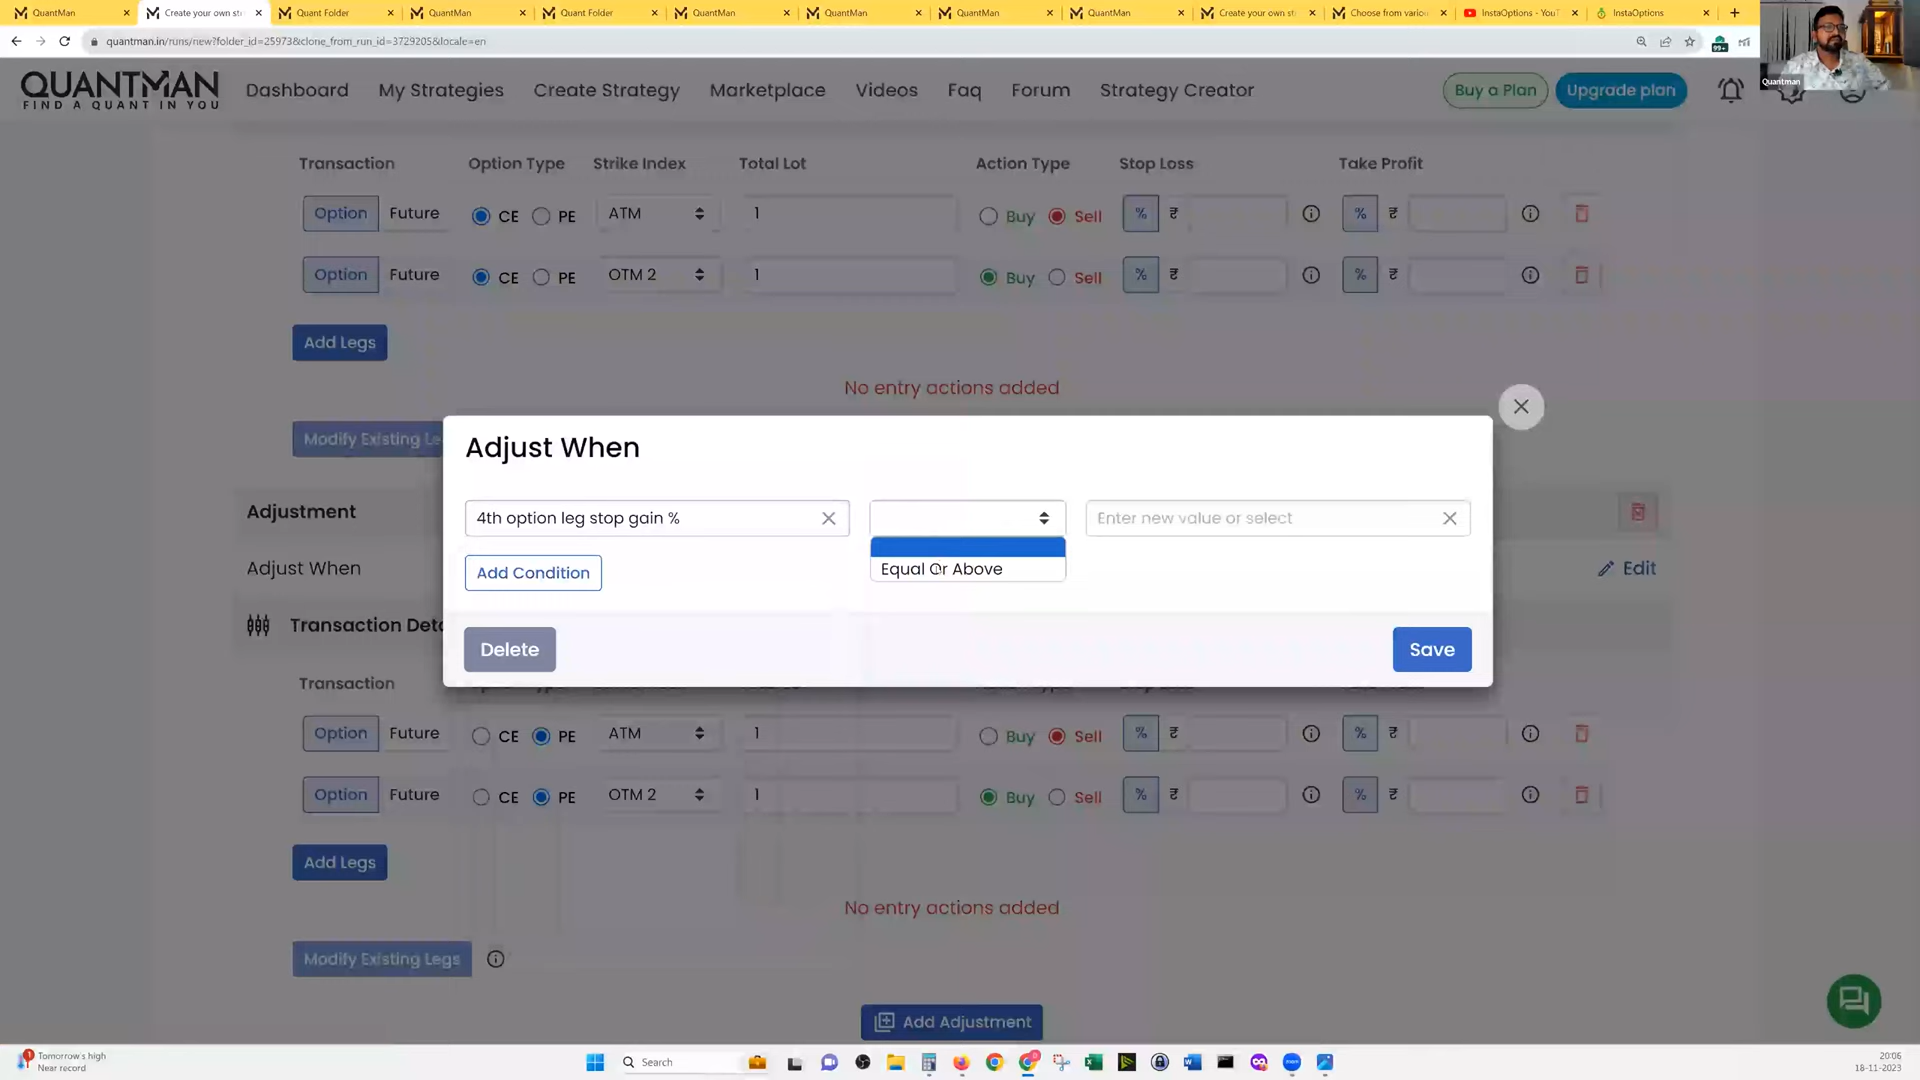 QuantMan
Create your own st
Quant Folder
QuantMan
Quant Folder
QuantMan
QuantMan
QuantMan
QuantMan
Create your own st
Choose from variou
InstaOptions - YouT
InstaOptions
quantman.in/runs/new?folder_id=25973&clone_from_run_id=3729205&locale=en
99+
Quantman
QUANTMAN
FIND A QUANT IN YOU
Dashboard
My Strategies
Create Strategy
Marketplace
Videos
Faq
Forum
Strategy Creator
Buy a Plan
Upgrade plan
Transaction Option Type Strike Index Total Lot Action Type Stop Loss Take Profit
Option Future CE PE ATM 1 Buy Sell % ₹ % ₹
Option Future CE PE OTM 2 1 Buy Sell % ₹ % ₹
Add Legs
No entry actions added
Modify Existing Le
Adjust When
4th option leg stop gain %
Enter new value or select
Equal Or Above
Add Condition
Delete
Save
Adjustment
Adjust When
Edit
Transaction Deta
Transaction
Option Future CE PE ATM 1 Buy Sell % ₹ % ₹
Option Future CE PE OTM 2 1 Buy Sell % ₹ % ₹
Add Legs
No entry actions added
Modify Existing Legs
Add Adjustment
1
Tomorrow's high
Near record
Search
20:06
18-11-2023